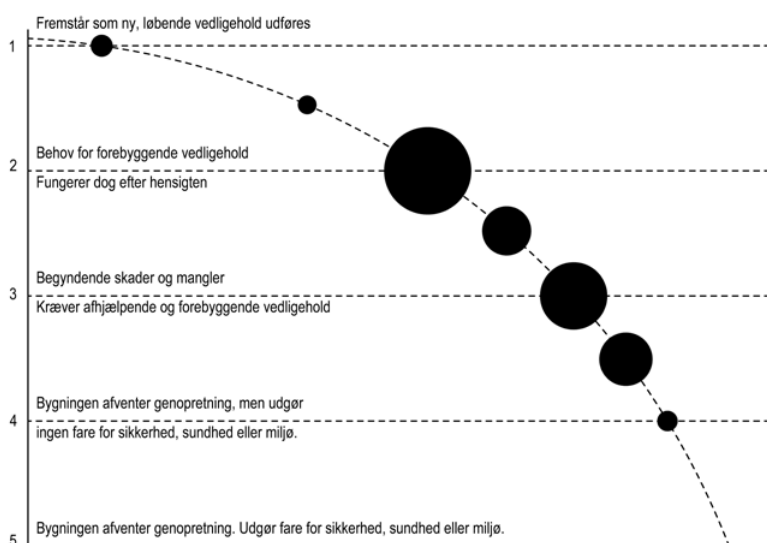 Fremstår som ny, løbende vedligehold udføres
1
Behov for forebyggende vedligehold
2
Fungerer dog efter hensigten
Begyndende skader og mangler
3
Kræver afhjælpende og forebyggende vedligehold
Bygningen afventer genopretning, men udgør
4
ingen fare for sikkerhed, sundhed eller miljø.
Bygningen afventer genopretning. Udgør fare for sikkerhed, sundhed eller miljø.
5